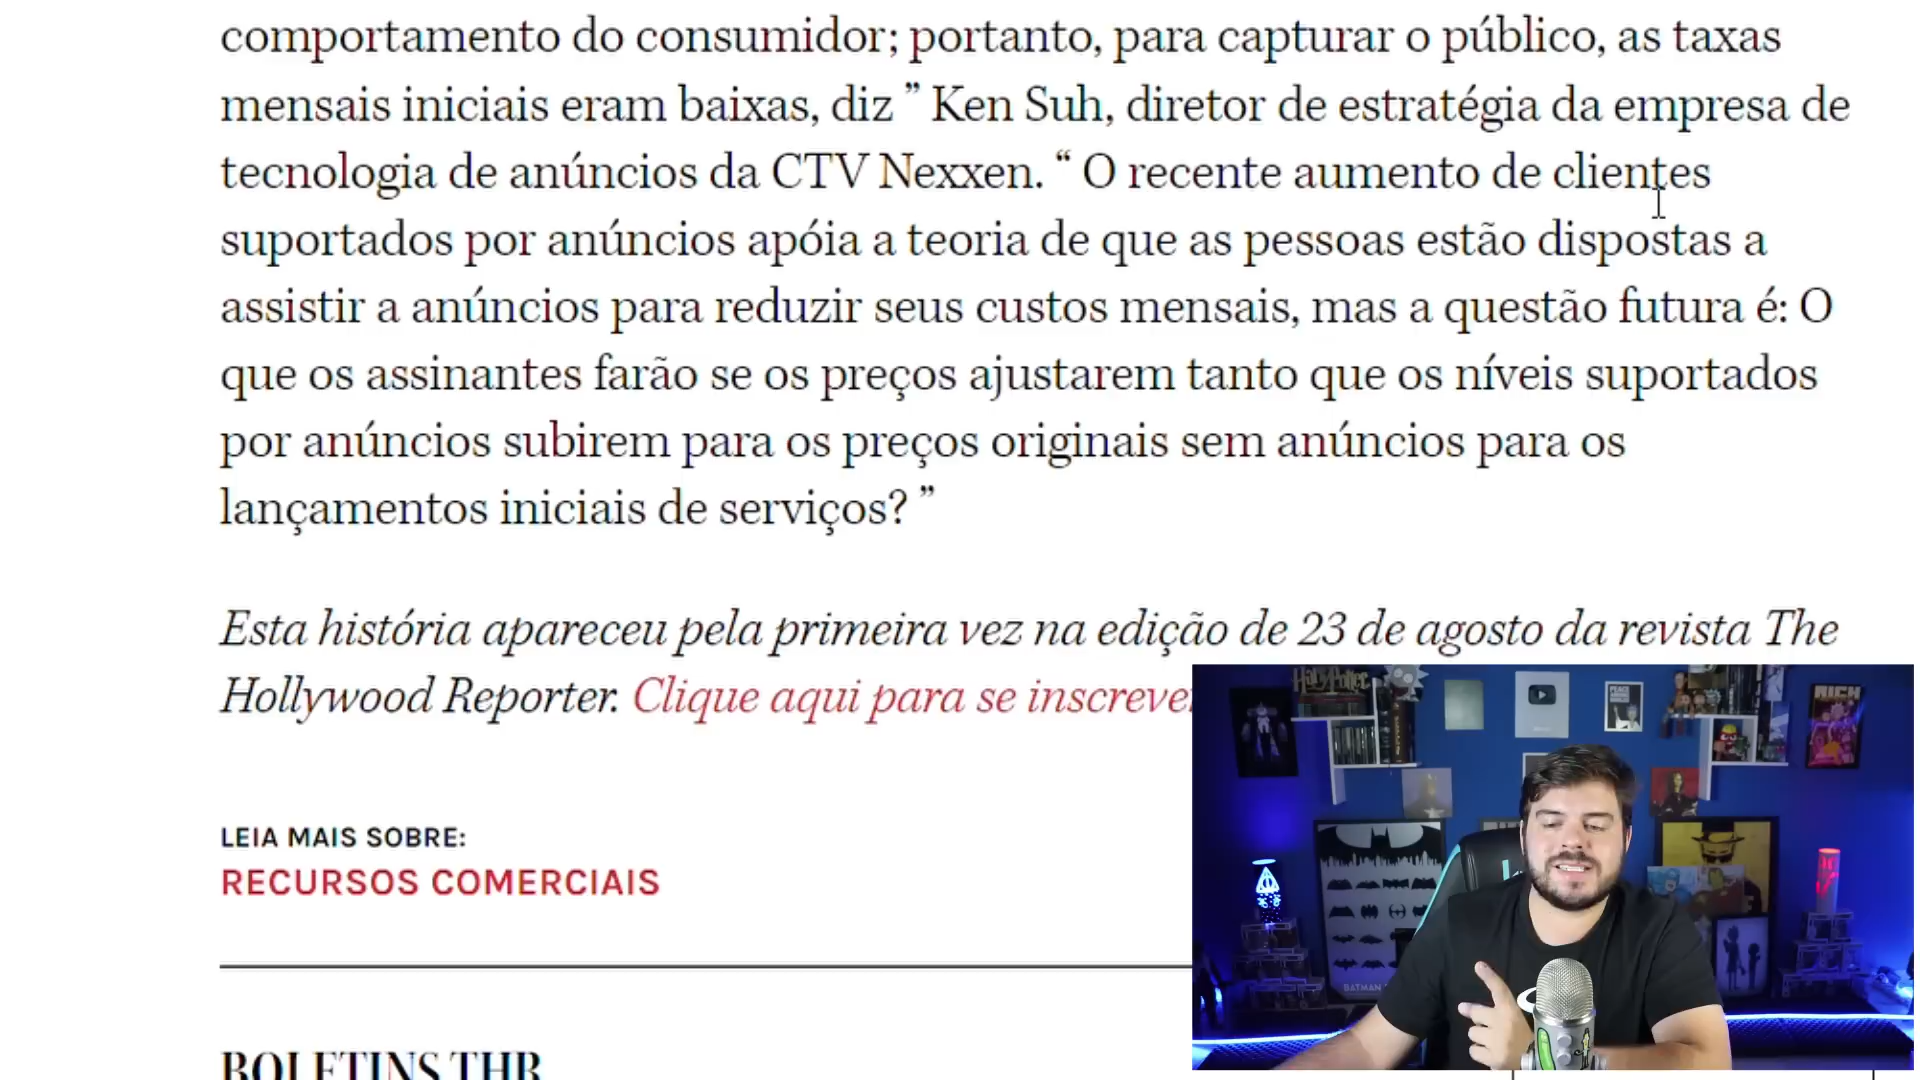 comportamento do consumidor; portanto, para capturar o público, as taxas
mensais iniciais eram baixas, diz ” Ken Suh, diretor de estratégia da empresa de
tecnologia de anúncios da CTV Nexxen. “ O recente aumento de clientes
suportados por anúncios apóia a teoria de que as pessoas estão dispostas a
assistir a anúncios para reduzir seus custos mensais, mas a questão futura é: O
que os assinantes farão se os preços ajustarem tanto que os níveis suportados
por anúncios subirem para os preços originais sem anúncios para os
lançamentos iniciais de serviços? ”
Esta história apareceu pela primeira vez na edição de 23 de agosto da revista The
Hollywood Reporter. Clique aqui para se inscrever
LEIA MAIS SOBRE:
RECURSOS COMERCIAIS
BOLETINS THR
Harry Potter
BATMAN